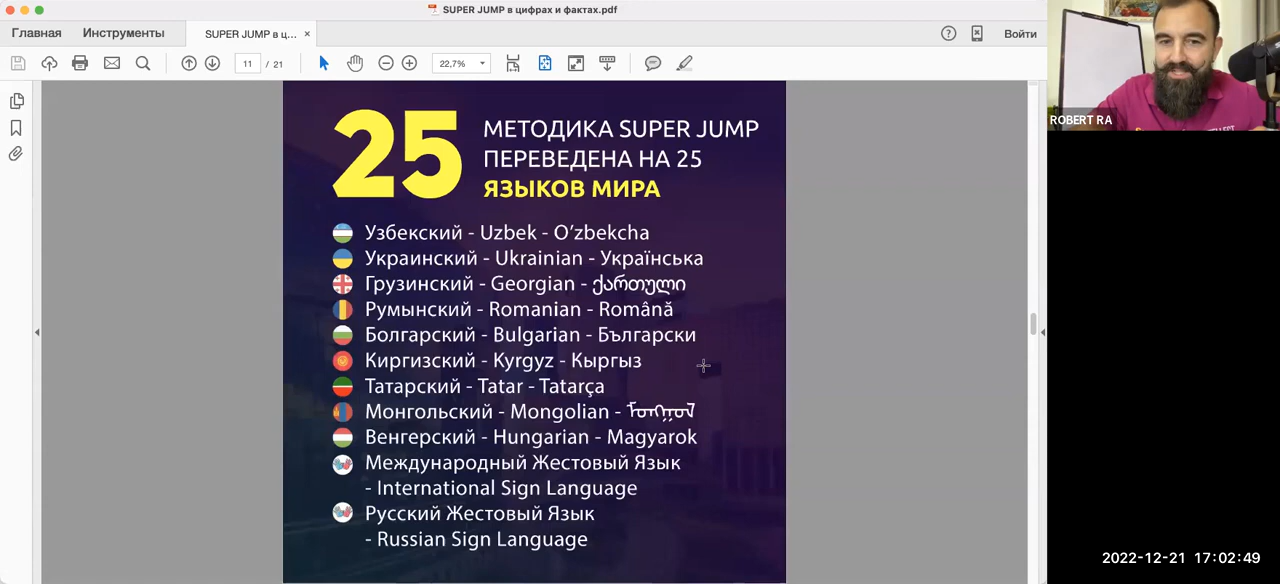 SUPER JUMP в цифрах и фактах.pdf
Главная Инструменты SUPER JUMP в ц... × Войти
11 / 21 22,7%
25
МЕТОДИКА SUPER JUMP
ПЕРЕВЕДЕНА НА 25
ЯЗЫКОВ МИРА
Узбекский - Uzbek - O’zbekcha
Украинский - Ukrainian - Українська
Грузинский - Georgian - ქართული
Румынский - Romanian - Română
Болгарский - Bulgarian - Български
Киргизский - Kyrgyz - Кыргыз
Татарский - Tatar - Tatarça
Монгольский - Mongolian -
Венгерский - Hungarian - Magyarok
Международный Жестовый Язык
- International Sign Language
Русский Жестовый Язык
- Russian Sign Language
ROBERT RA
2022-12-21 17:02:49